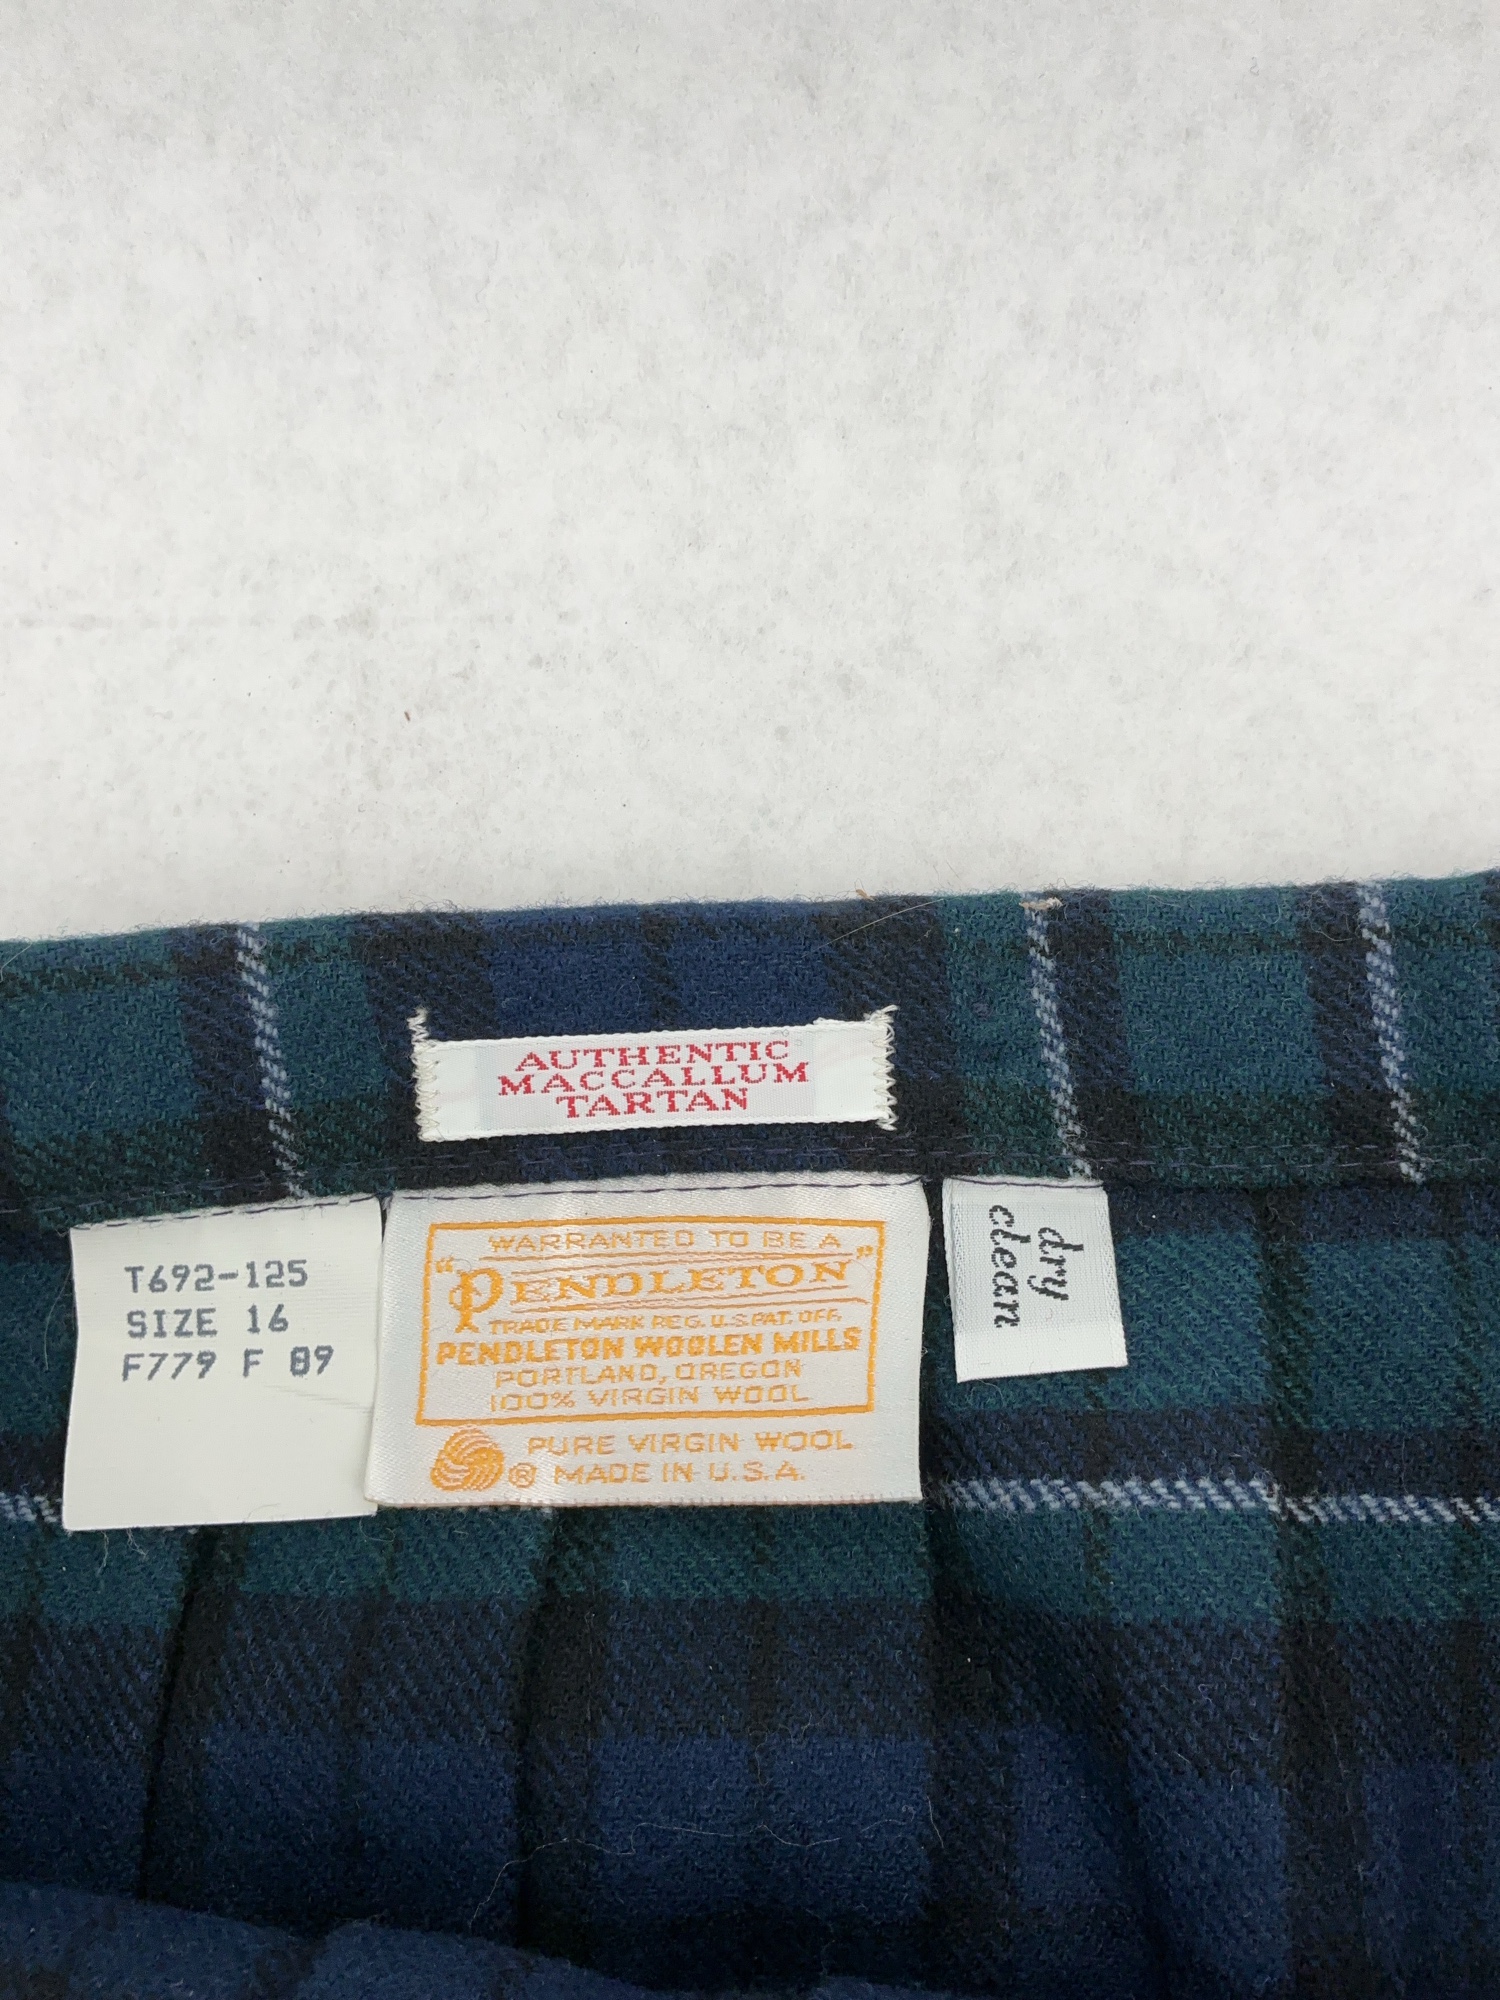 AUTHENTIC
MACCALLUM
TARTAN
T692-125
SIZE 16
F779 F 89
WARRANTED TO BE A
"PENDLETON"
TRADE MARK REG. U.S. PAT. OFF.
PENDLETON WOOLEN MILLS
PORTLAND, OREGON
100% VIRGIN WOOL
PURE VIRGIN WOOL
® MADE IN U.S.A.
dry
clean